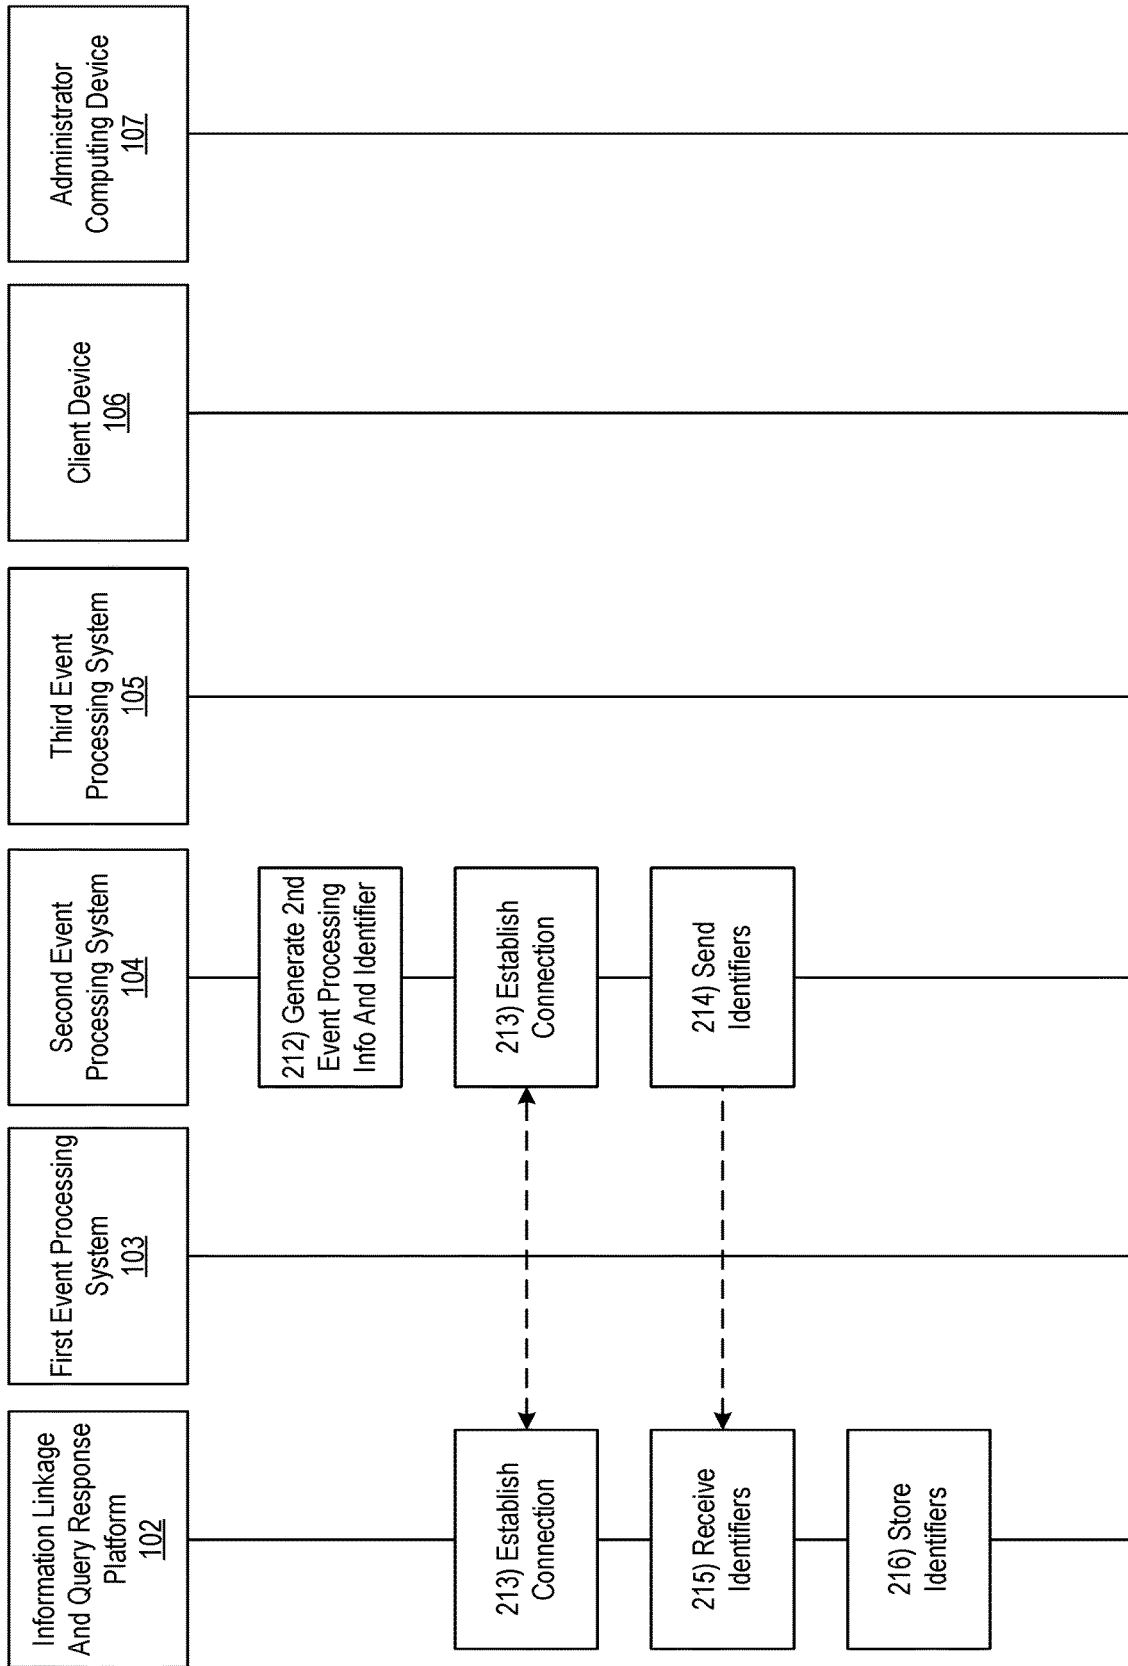 Information Linkage
And Query Response
Platform
102
First Event Processing
System
103
Second Event
Processing System
104
Third Event
Processing System
105
Client Device
106
Administrator
Computing Device
107
212) Generate 2nd
Event Processing
Info And Identifier
213) Establish
Connection
213) Establish
Connection
215) Receive
Identifiers
214) Send
Identifiers
216) Store
Identifiers